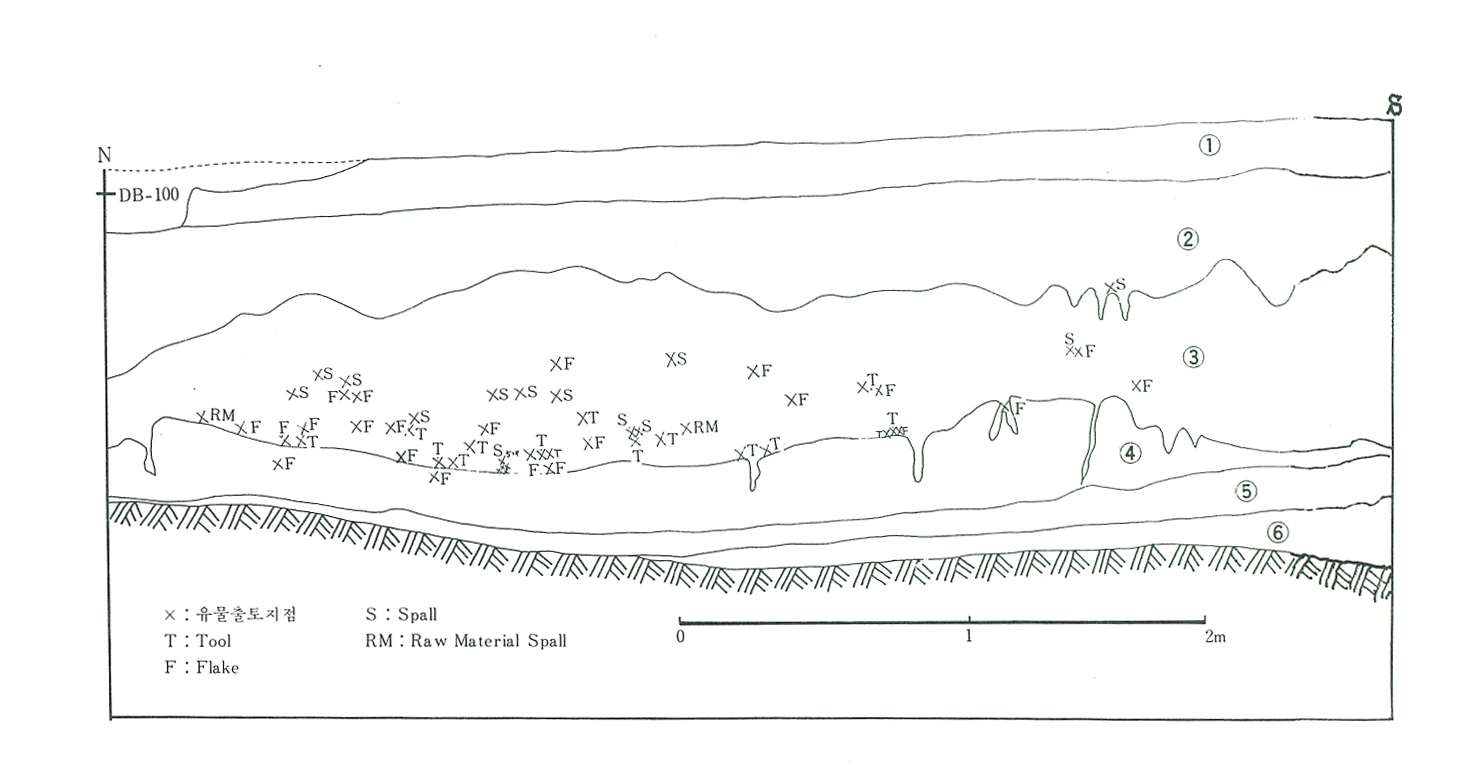 S
①
N
DB-100
②
S
S
F
③
F
S
F
S
F
S
S
F
F
S
S
S
F
T
F
RM
F
F
F
T
F
F
S
T
F
T
S
S
RM
T
T
T
F
T
T
S
T
F
F
T
T
T
F
F
F
④
⑤
⑥
× : 유물출토지점
S : Spall
T : Tool
RM : Raw Material Spall
F : Flake
0 1 2m